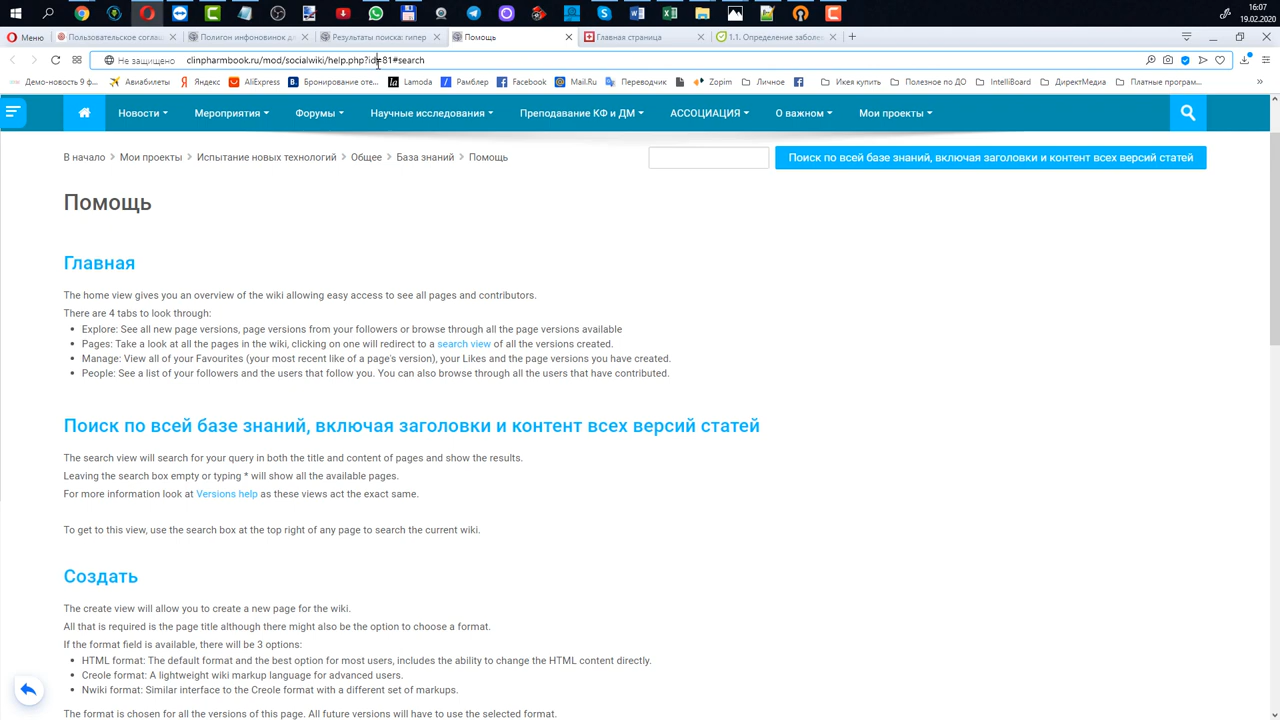 16:07
19.02.2020
Меню
Пользовательское согла
Полигон инфоновинок д
Результаты поиска: гипер
Помощь
Главная страница
1.1. Определение заболе
Не защищено
clinpharmbook.ru/mod/socialwiki/help.php?id=81#search
Демо-новость 9 ф...
Авиабилеты
Яндекс
AliExpress
Бронирование оте...
Lamoda
Рамблер
Facebook
Mail.Ru
Переводчик
Zopim
Личное
Икея купить
Полезное по ДО
IntelliBoard
ДиректМедиа
Платные програм...
Новости
Мероприятия
Форумы
Научные исследования
Преподавание КФ и ДМ
АССОЦИАЦИЯ
О важном
Мои проекты
В начало > Мои проекты > Испытание новых технологий > Общее > База знаний > Помощь
Поиск по всей базе знаний, включая заголовки и контент всех версий статей
Помощь
Главная
The home view gives you an overview of the wiki allowing easy access to see all pages and contributors.
There are 4 tabs to look through:
Explore: See all new page versions, page versions from your followers or browse through all the page versions available
Pages: Take a look at all the pages in the wiki, clicking on one will redirect to a search view of all the versions created.
Manage: View all of your Favourites (your most recent like of a page's version), your Likes and the page versions you have created.
People: See a list of your followers and the users that follow you. You can also browse through all the users that have contributed.
Поиск по всей базе знаний, включая заголовки и контент всех версий статей
The search view will search for your query in both the title and content of pages and show the results.
Leaving the search box empty or typing * will show all the available pages.
For more information look at Versions help as these views act the exact same.
To get to this view, use the search box at the top right of any page to search the current wiki.
Создать
The create view will allow you to create a new page for the wiki.
All that is required is the page title although there might also be the option to choose a format.
If the format field is available, there will be 3 options:
HTML format: The default format and the best option for most users, includes the ability to change the HTML content directly.
Creole format: A lightweight wiki markup language for advanced users.
Nwiki format: Similar interface to the Creole format with a different set of markups.
The format is chosen for all the versions of this page. All future versions will have to use the selected format.